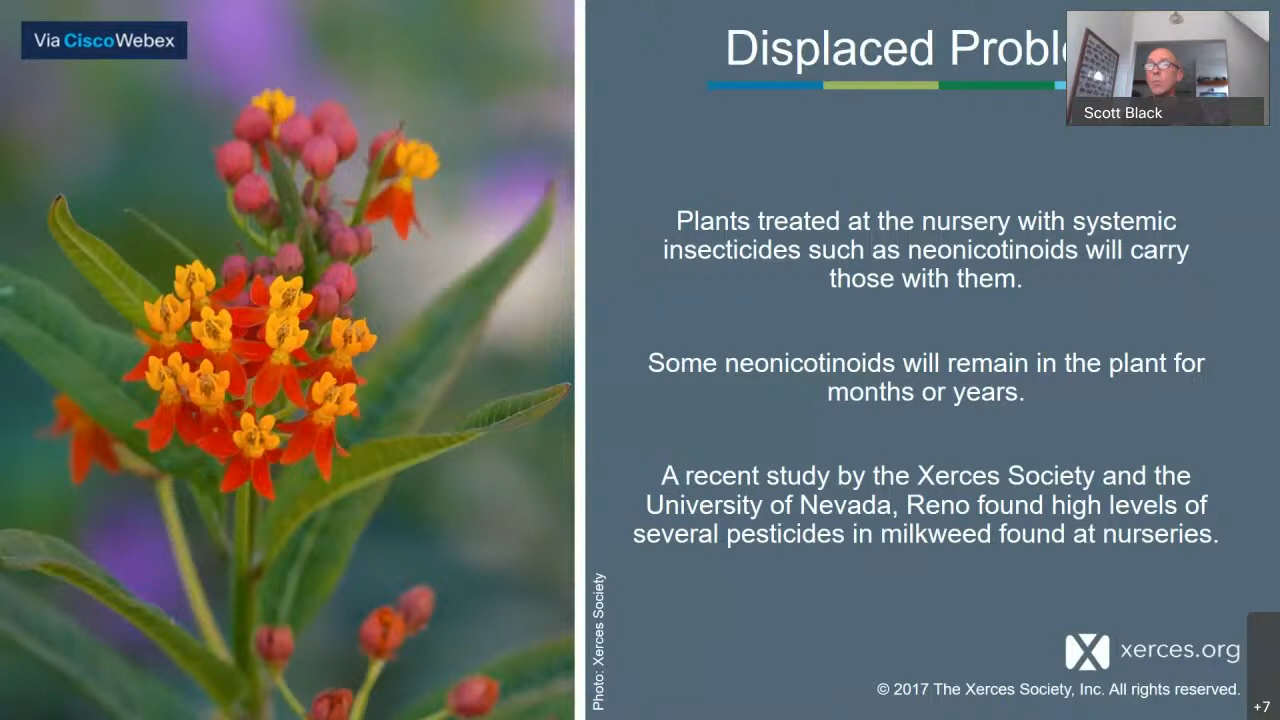 Via CiscoWebex
Displaced
Scott Black
Plants treated at the nursery with systemic
insecticides such as neonicotinoids will carry
those with them.
Some neonicotinoids will remain in the plant for
months or years.
A recent study by the Xerces Society and the
University of Nevada, Reno found high levels of
several pesticides in milkweed found at nurseries.
Photo: Xerces Society
xerces.org
© 2017 The Xerces Society, Inc. All rights reserved.
+7